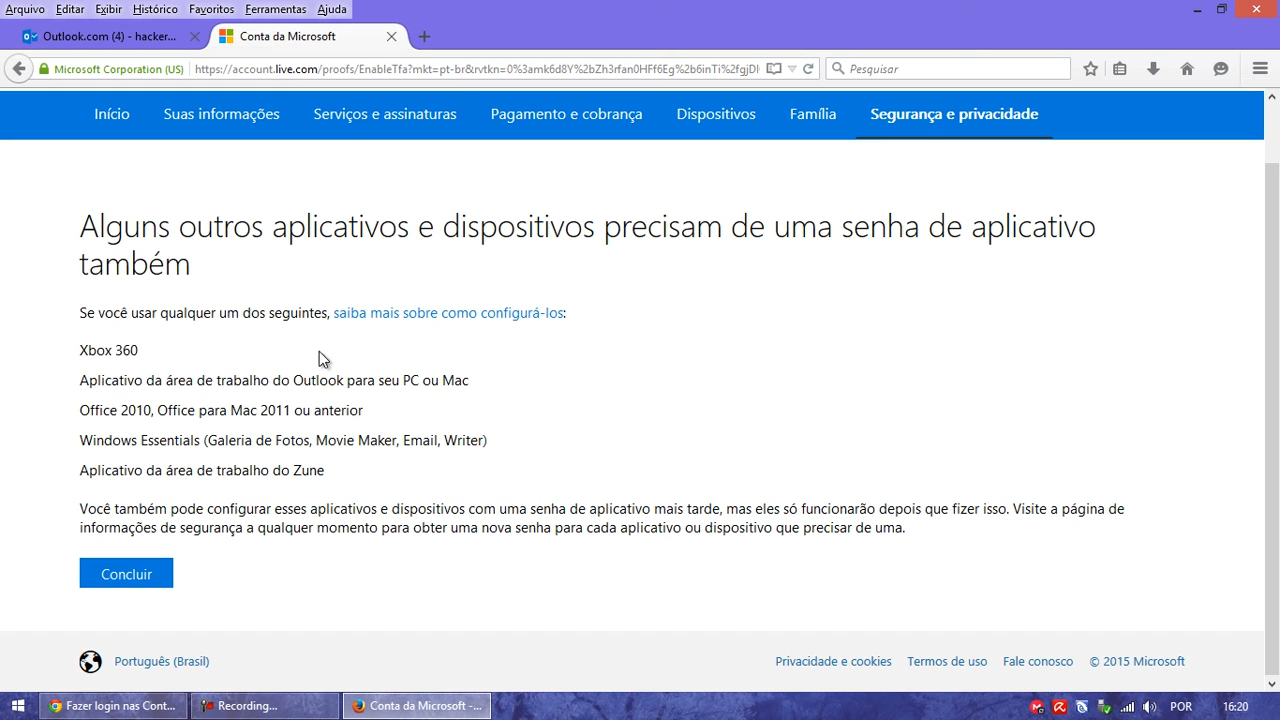 Arquivo Editar Exibir Histórico Favoritos Ferramentas Ajuda
Outlook.com (4) - hacker... Conta da Microsoft
Microsoft Corporation (US) https://account.live.com/proofs/EnableTfa?mkt=pt-br&rvtkn=0%3amk6d8Y%2bZh3rfan0HFf6Eg%2b6inTi%2fgjDl Pesquisar
Início Suas informações Serviços e assinaturas Pagamento e cobrança Dispositivos Família Segurança e privacidade
Alguns outros aplicativos e dispositivos precisam de uma senha de aplicativo
também
Se você usar qualquer um dos seguintes, saiba mais sobre como configurá-los:
Xbox 360
Aplicativo da área de trabalho do Outlook para seu PC ou Mac
Office 2010, Office para Mac 2011 ou anterior
Windows Essentials (Galeria de Fotos, Movie Maker, Email, Writer)
Aplicativo da área de trabalho do Zune
Você também pode configurar esses aplicativos e dispositivos com uma senha de aplicativo mais tarde, mas eles só funcionarão depois que fizer isso. Visite a página de
informações de segurança a qualquer momento para obter uma nova senha para cada aplicativo ou dispositivo que precisar de uma.
Concluir
Português (Brasil) Privacidade e cookies Termos de uso Fale conosco © 2015 Microsoft
Fazer login nas Cont... Recording... Conta da Microsoft -... POR 16:20